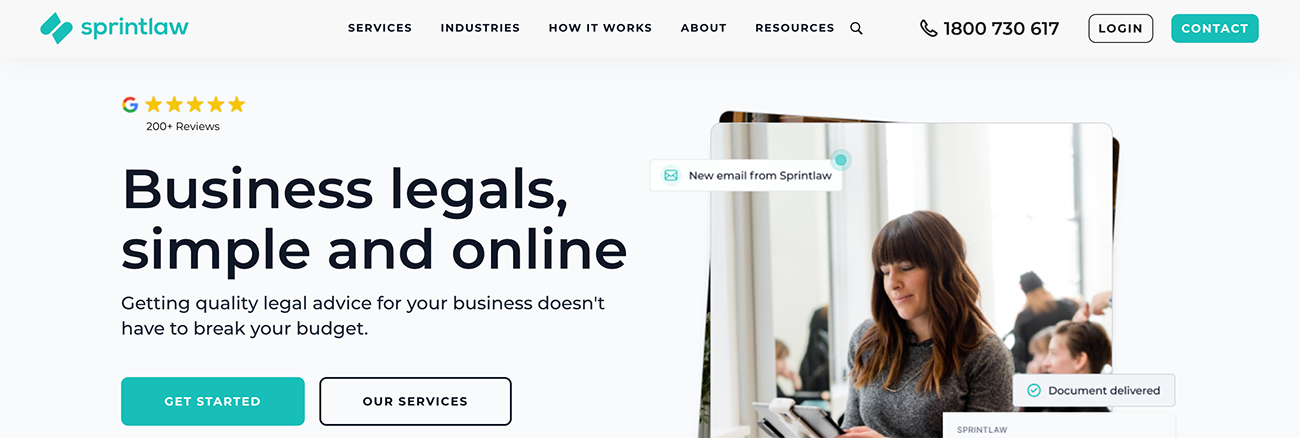 sprintlaw
SERVICES INDUSTRIES HOW IT WORKS ABOUT RESOURCES
1800 730 617
LOGIN
CONTACT
200+ Reviews
Business legals,
simple and online
Getting quality legal advice for your business doesn't
have to break your budget.
GET STARTED
OUR SERVICES
New email from Sprintlaw
Document delivered
SPRINTLAW